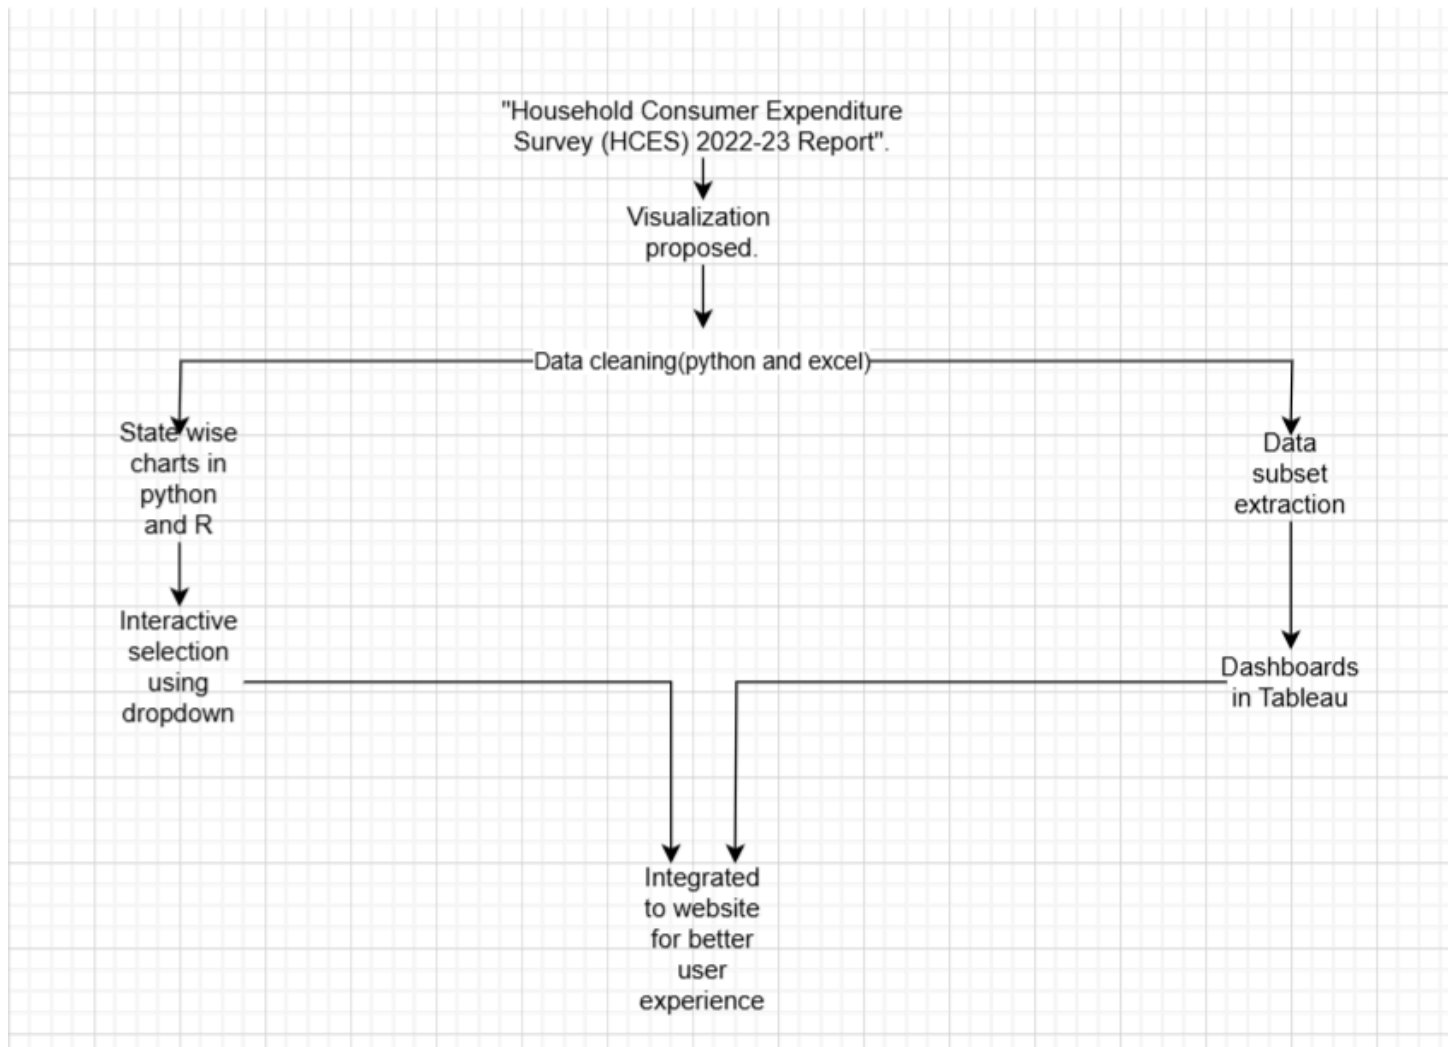 "Household Consumer Expenditure
Survey (HCES) 2022-23 Report".
Visualization
proposed.
Data cleaning(python and excel)
State wise
charts in
python
and R
Data
subset
extraction
Interactive
selection
using
dropdown
Dashboards
in Tableau
Integrated
to website
for better
user
experience